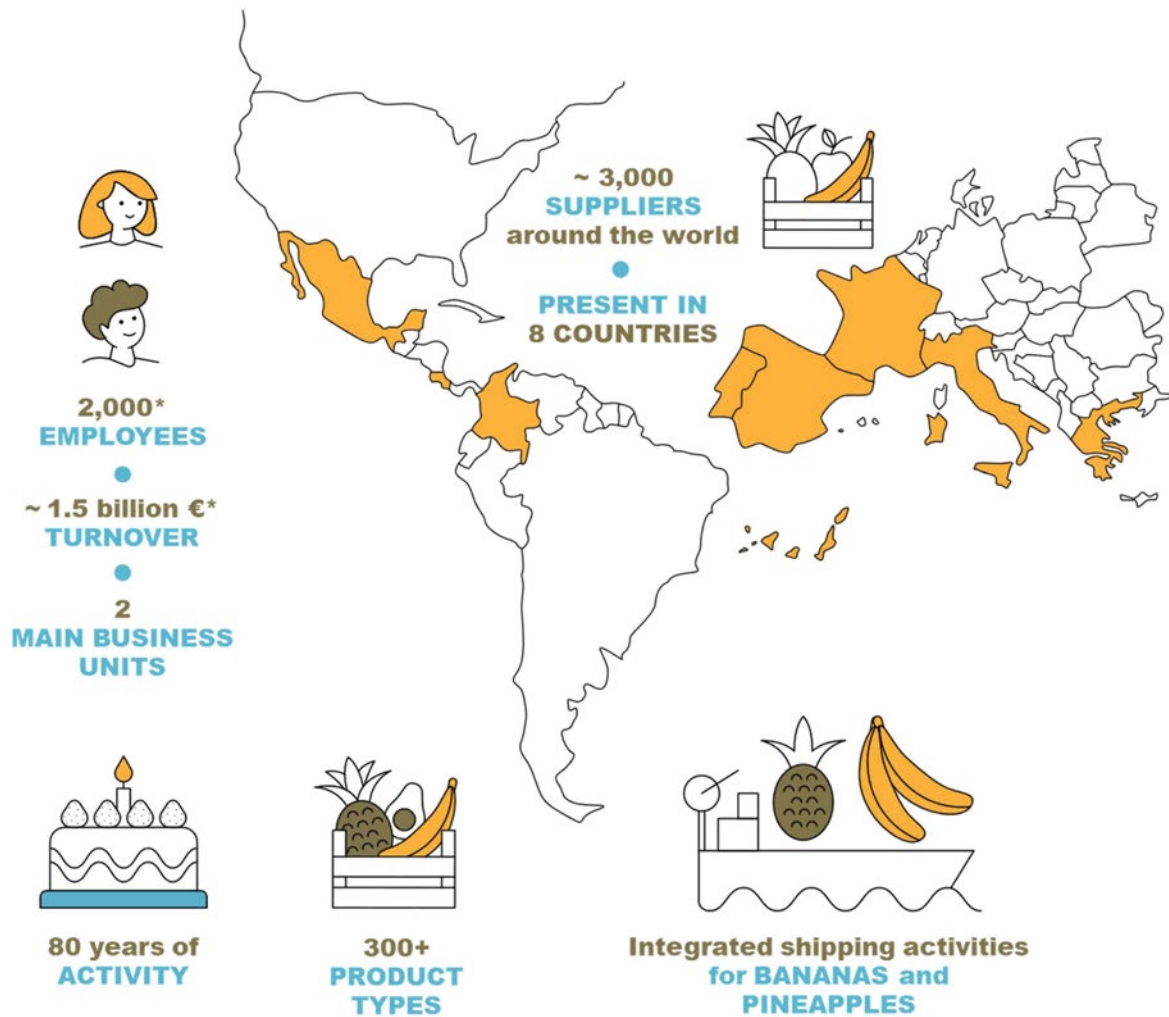 ~ 3,000
SUPPLIERS
around the world
PRESENT IN
8 COUNTRIES
2,000*
EMPLOYEES
~ 1.5 billion €*
TURNOVER
2
MAIN BUSINESS
UNITS
80 years of
ACTIVITY
300+
PRODUCT
TYPES
Integrated shipping activities
for BANANAS and
PINEAPPLES